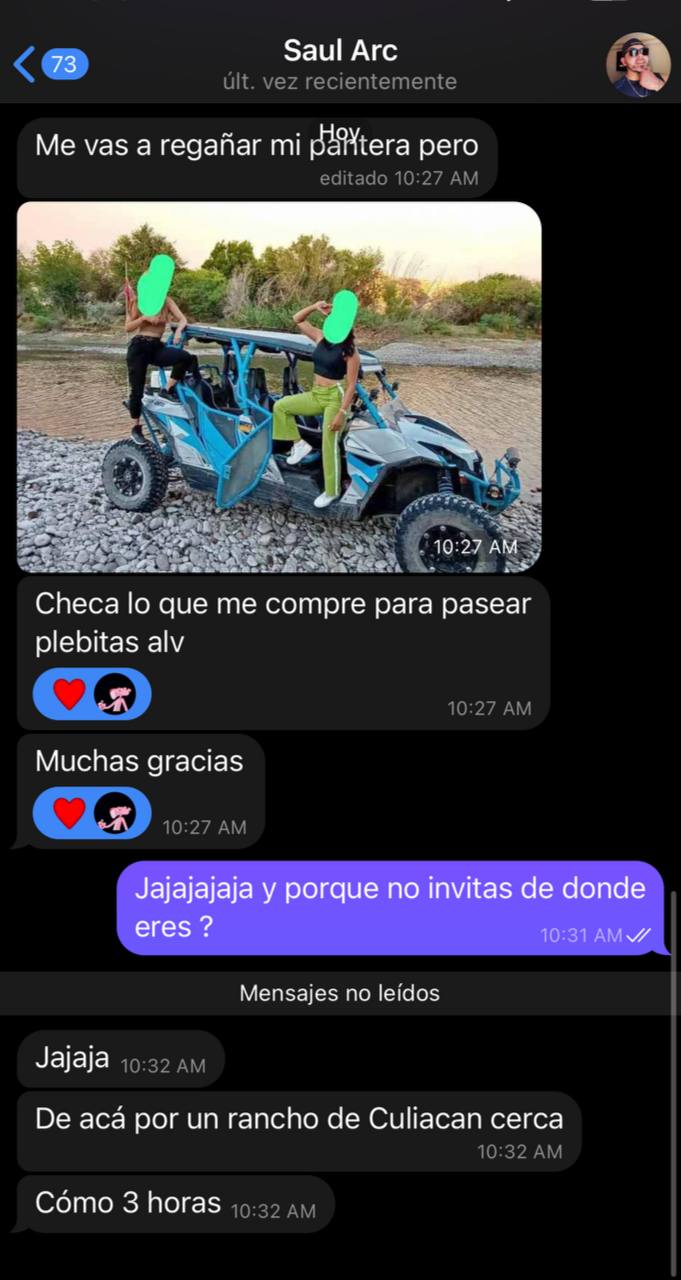 73
Saul Arc
últ. vez recientemente
Hoy
Me vas a regañar mi pantera pero
editado 10:27 AM
10:27 AM
Checa lo que me compre para pasear
plebitas alv
10:27 AM
Muchas gracias
10:27 AM
Jajajajaja y porque no invitas de donde
eres ?
10:31 AM
Mensajes no leídos
Jajaja 10:32 AM
De acá por un rancho de Culiacan cerca
10:32 AM
Cómo 3 horas 10:32 AM